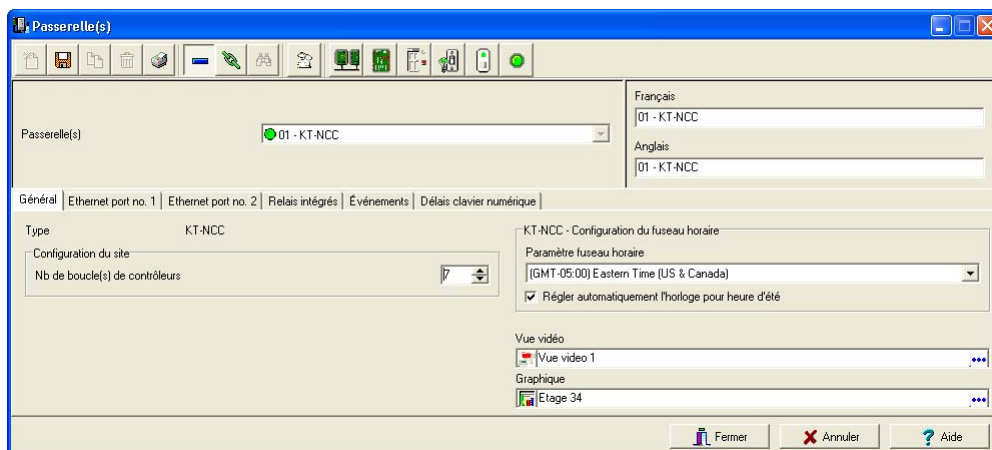 Passerelle(s)
Passerelle(s)
01 - KT-NCC
Français
01 - KT-NCC
Anglais
01 - KT-NCC
Général
Ethernet port no. 1
Ethernet port no. 2
Relais intégrés
Événements
Délais clavier numérique
Type
KT-NCC
Configuration du site
Nb de boucle(s) de contrôleurs
7
KT-NCC - Configuration du fuseau horaire
Paramètre fuseau horaire
(GMT-05:00) Eastern Time (US & Canada)
Régler automatiquement l'horloge pour heure d'été
Vue vidéo
Vue video 1
Graphique
Etage 34
Fermer
Annuler
Aide